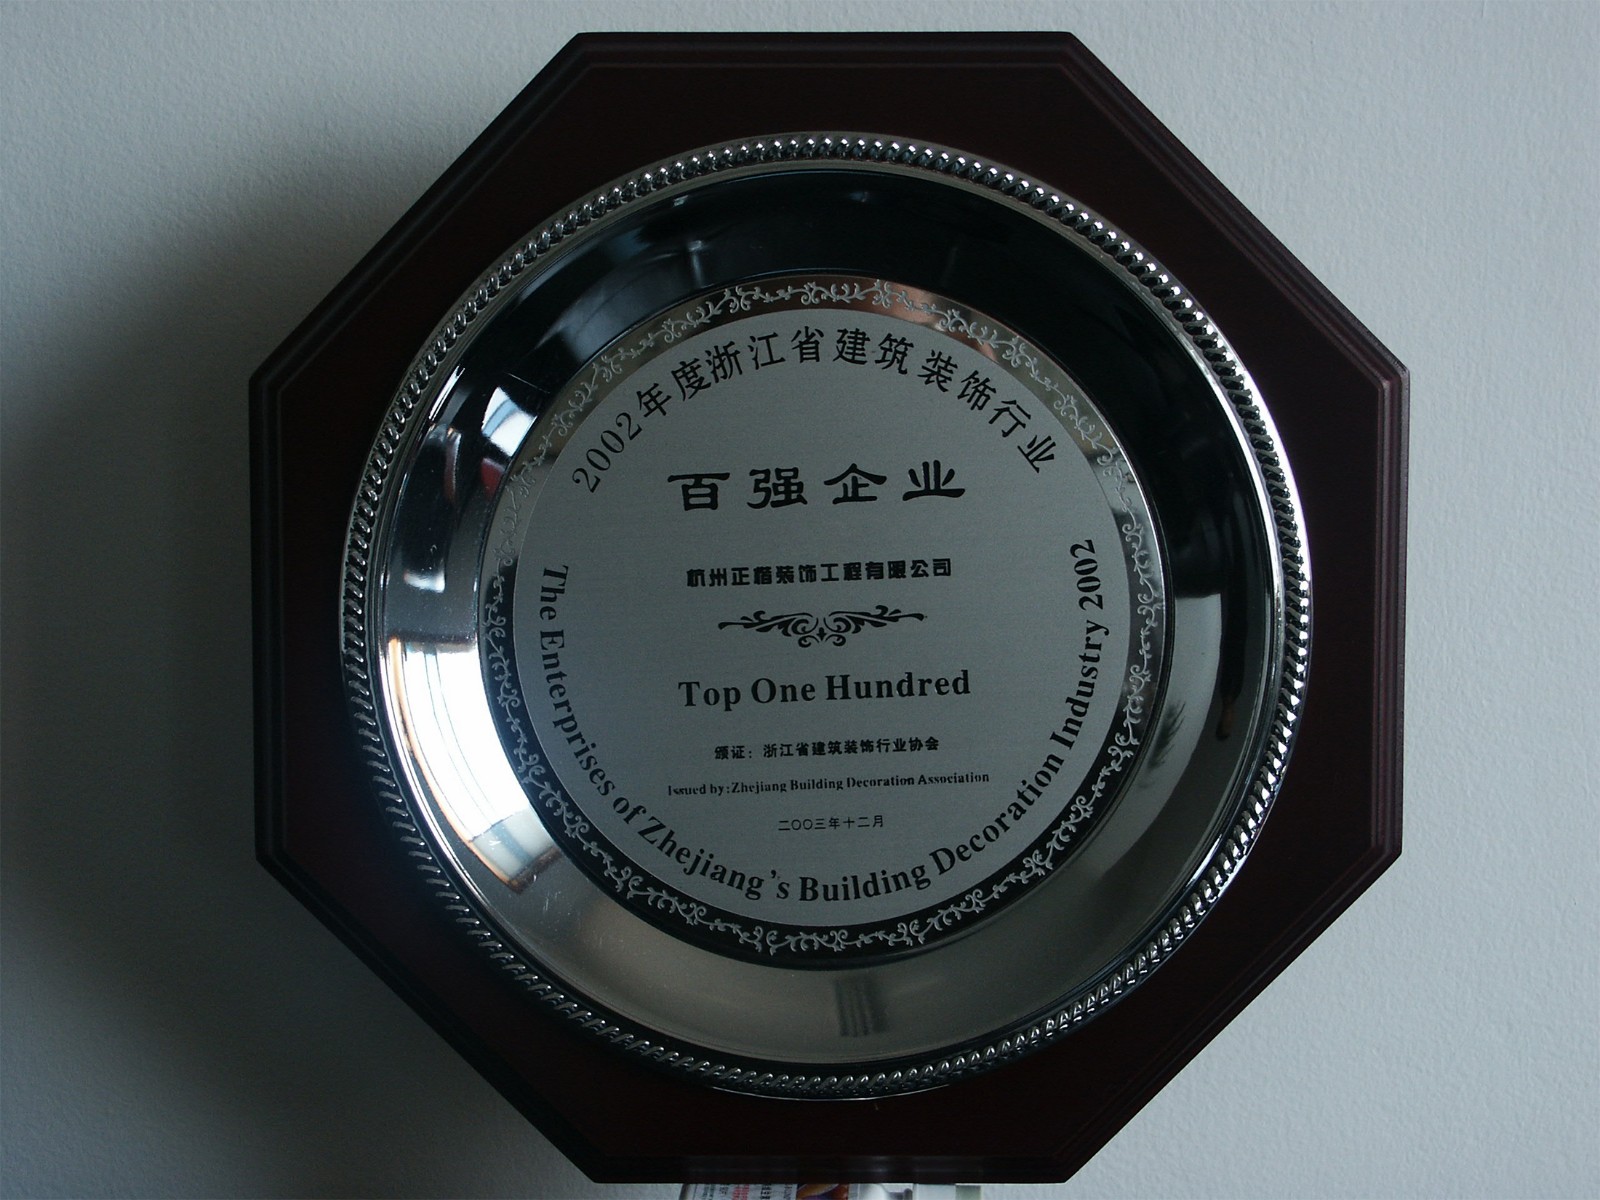 2002年度浙江省建筑装饰行业
百强企业
杭州正楷装饰工程有限公司
Top One Hundred
颁证：浙江省建筑装饰行业协会
Issued by:Zhejiang Building Decoration Association
二〇〇三年十二月
The Enterprises of Zhejiang's Building Decoration Industry 2002